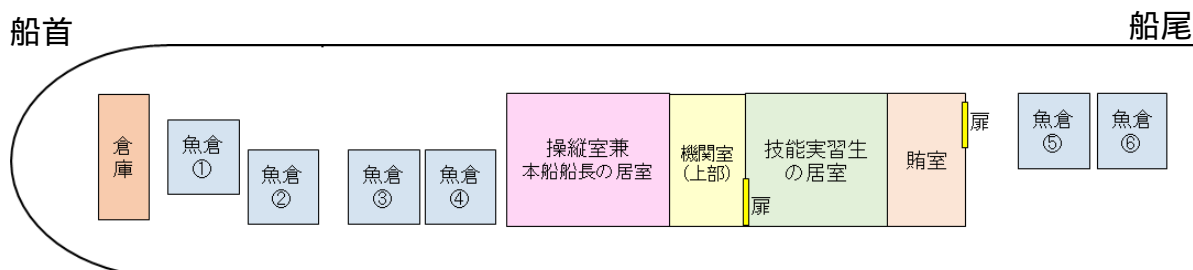 船首
船尾
倉
庫
魚倉
①
魚倉
②
魚倉
③
魚倉
④
操縦室兼
本船船長の居室
機関室
(上部)
扉
技能実習生
の居室
賄室
扉
魚倉
⑤
魚倉
⑥